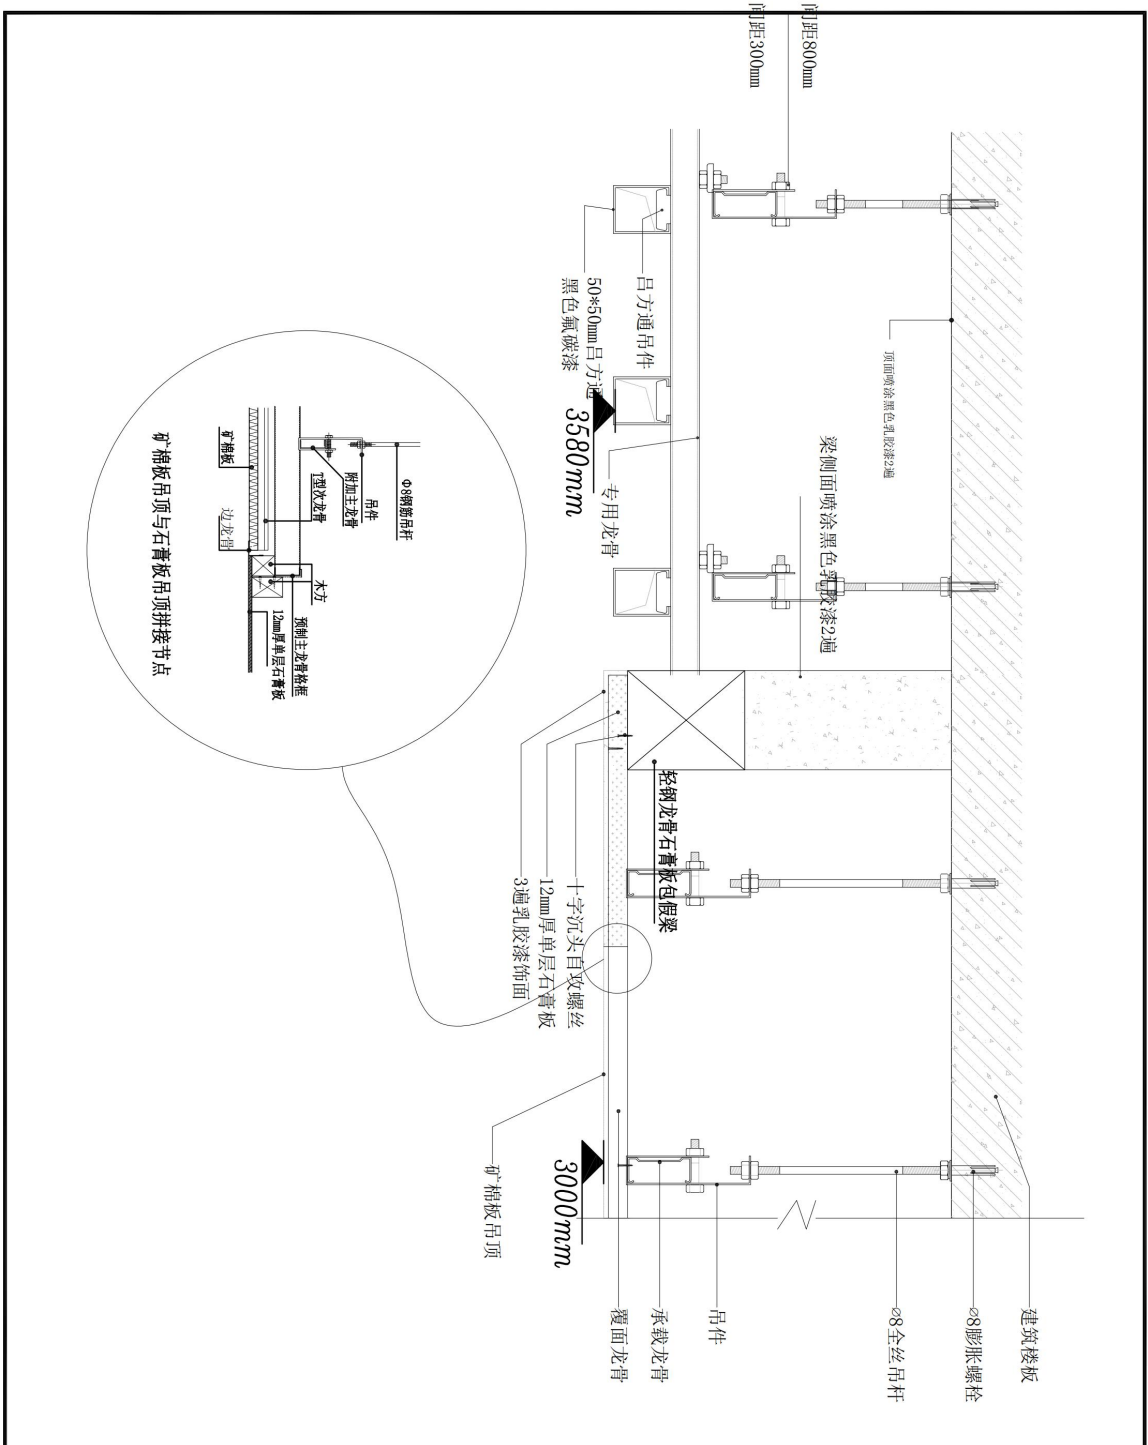 建筑楼板
ø8膨胀螺栓
ø8全丝吊杆
吊件
承载龙骨
覆面龙骨
顶面喷涂黑色乳胶漆2遍
梁侧面喷涂黑色乳胶漆2遍
间距800mm
间距300mm
吕方通吊件
50*50mm吕方通
黑色氟碳漆
3580mm
专用龙骨
轻钢龙骨石膏板包假梁
十字沉头自攻螺丝
12mm厚单层石膏板
3遍乳胶漆饰面
3000mm
矿棉板吊顶
Φ8钢筋吊杆
吊件
附加主龙骨
T型次龙骨
矿棉板
边龙骨
木方
预制主龙骨格框
12mm厚单层石膏板
矿棉板吊顶与石膏板吊顶拼接节点